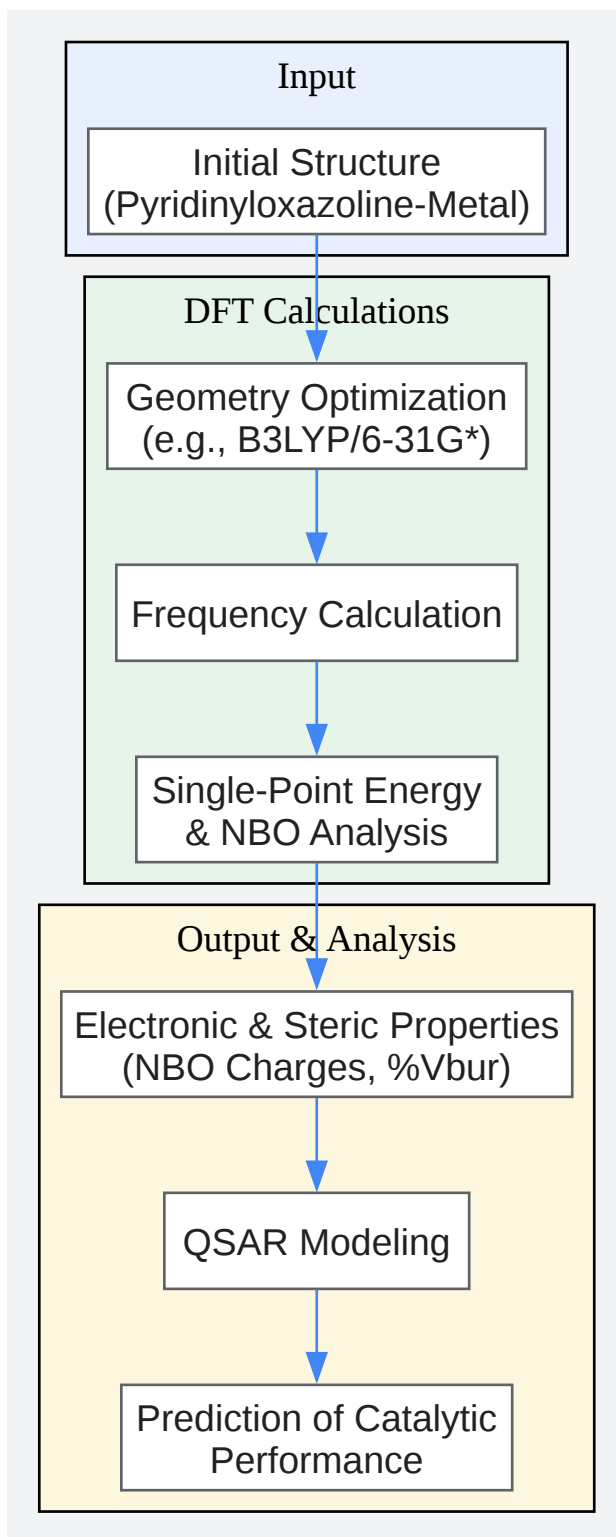 Input
Initial Structure
(Pyridinyloxazoline-Metal)
DFT Calculations
Geometry Optimization
(e.g., B3LYP/6-31G*)
Frequency Calculation
Single-Point Energy
& NBO Analysis
Output & Analysis
Electronic & Steric Properties
(NBO Charges, %Vbur)
QSAR Modeling
Prediction of Catalytic
Performance